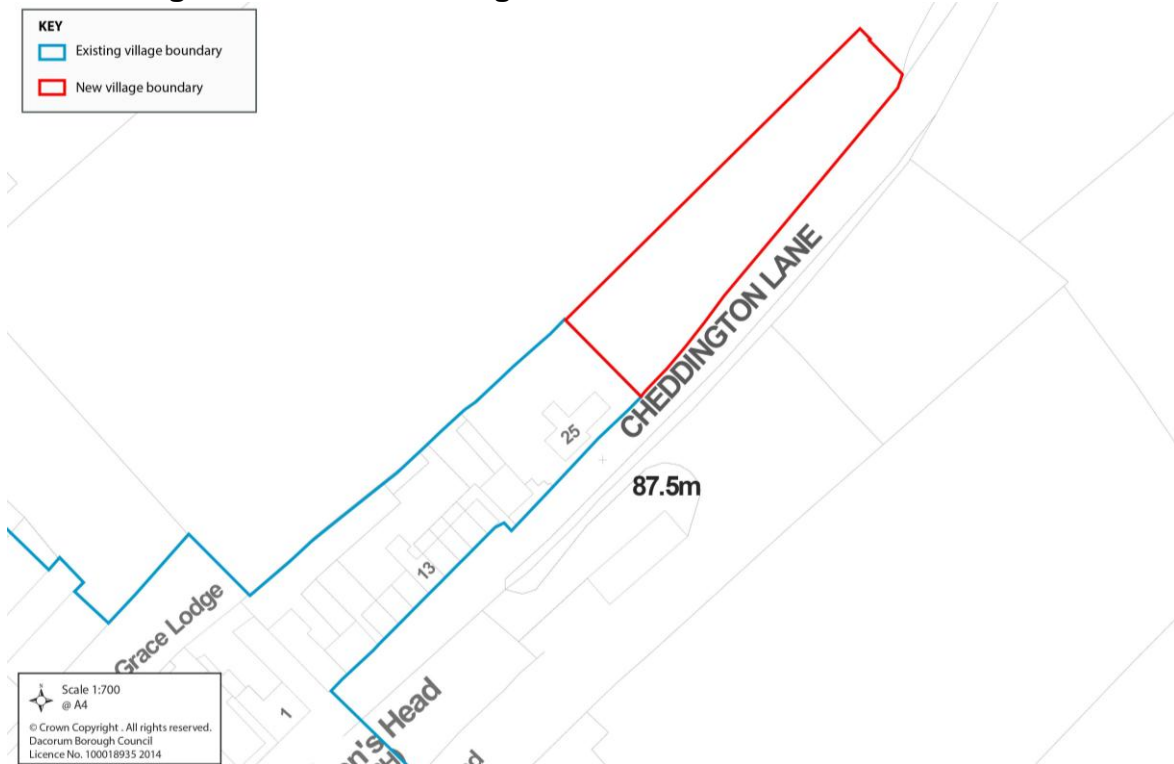 KEY
Existing village boundary
New village boundary
CHEDDINGTON LANE
25
87.5m
13
Grace Lodge
1
Head
Scale 1:700
@ A4
© Crown Copyright . All rights reserved.
Dacorum Borough Council
Licence No. 100018935 2014